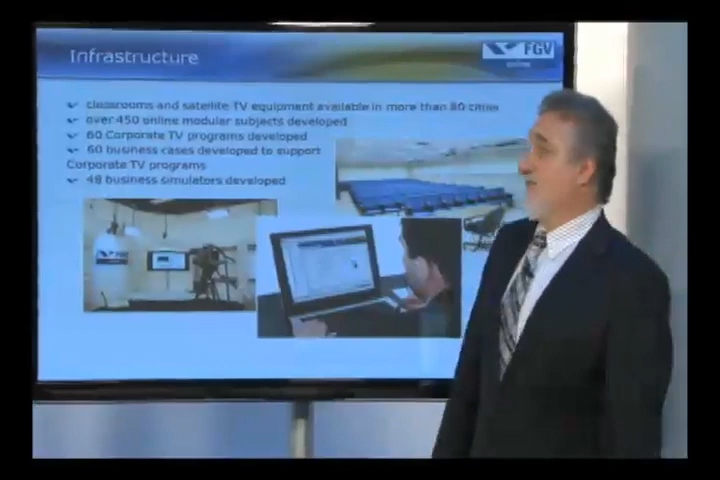 Infrastructure
FGV
online
classrooms and satellite TV equipment available in more than 80 cities
over 450 online modular subjects developed
60 Corporate TV programs developed
60 business cases developed to support
Corporate TV programs
48 business simulators developed
FGV